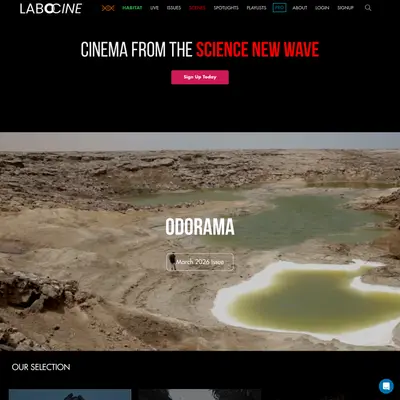 LABOCINE
HABITAT LIVE ISSUES SERIES SPOTLIGHTS PLAYLISTS PRO ABOUT LOGIN SIGNUP
CINEMA FROM THE SCIENCE NEW WAVE
Sign Up Today
ODORAMA
March 2026 Issue
OUR SELECTION